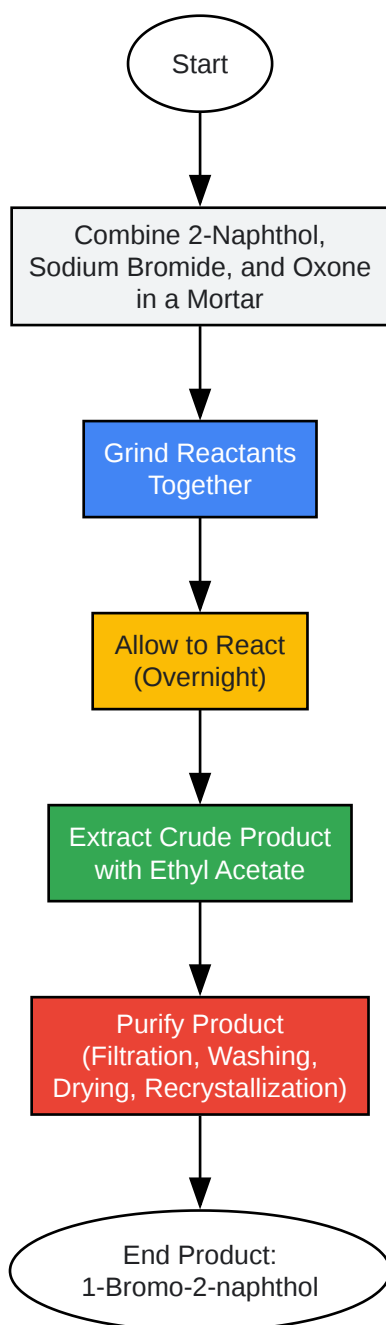 Start
Combine 2-Naphthol,
Sodium Bromide, and Oxone
in a Mortar
Grind Reactants
Together
Allow to React
(Overnight)
Extract Crude Product
with Ethyl Acetate
Purify Product
(Filtration, Washing,
Drying, Recrystallization)
End Product:
1-Bromo-2-naphthol